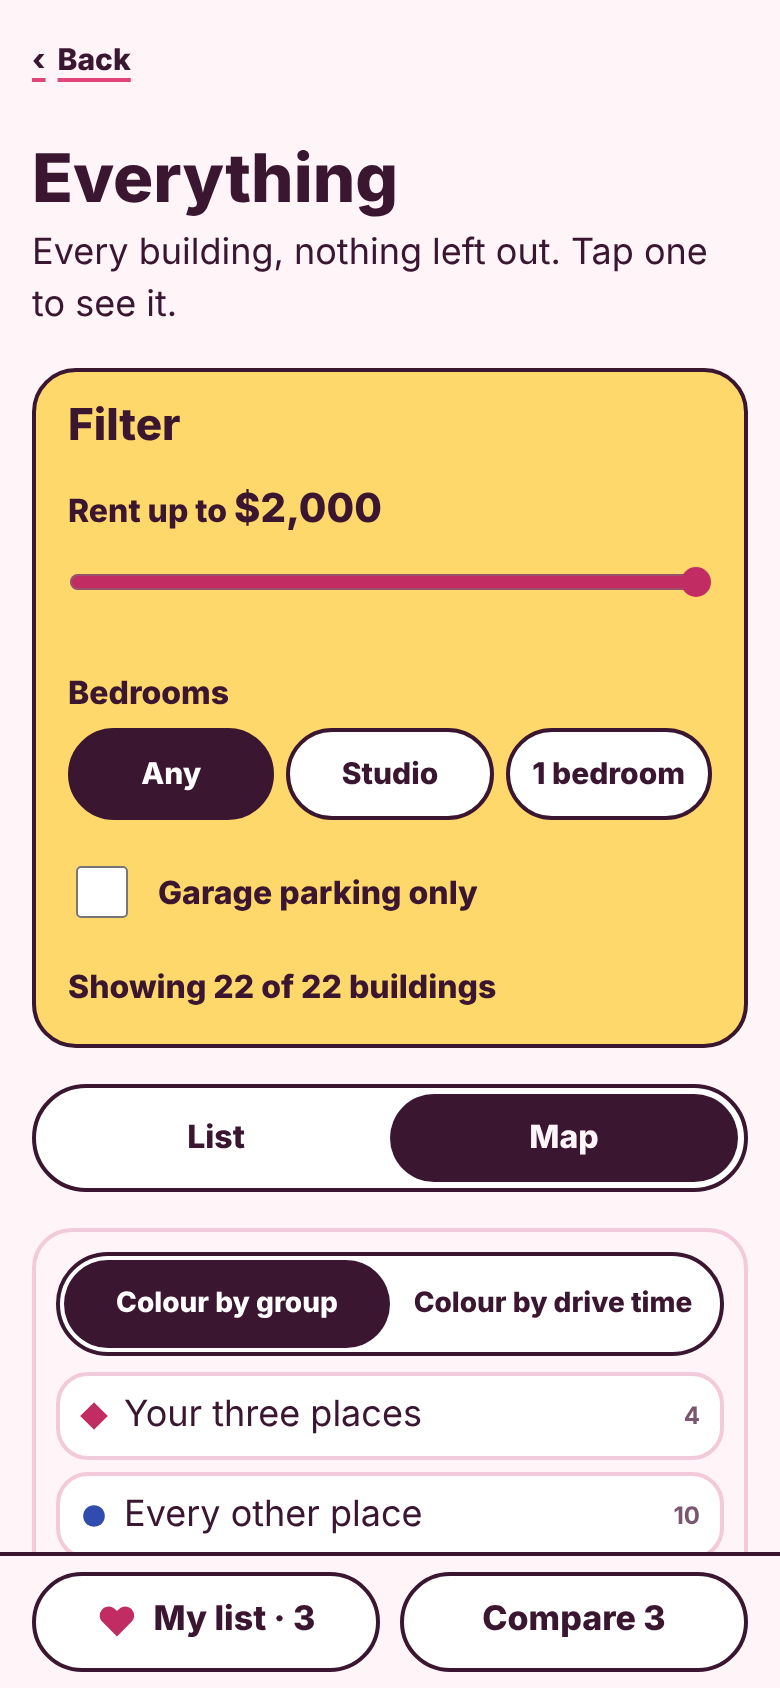 ‹ Back
Everything
Every building, nothing left out. Tap one
to see it.
Filter
Rent up to $2,000
Bedrooms
Any
Studio
1 bedroom
Garage parking only
Showing 22 of 22 buildings
List
Map
Colour by group
Colour by drive time
Your three places 4
Every other place 10
My list · 3
Compare 3